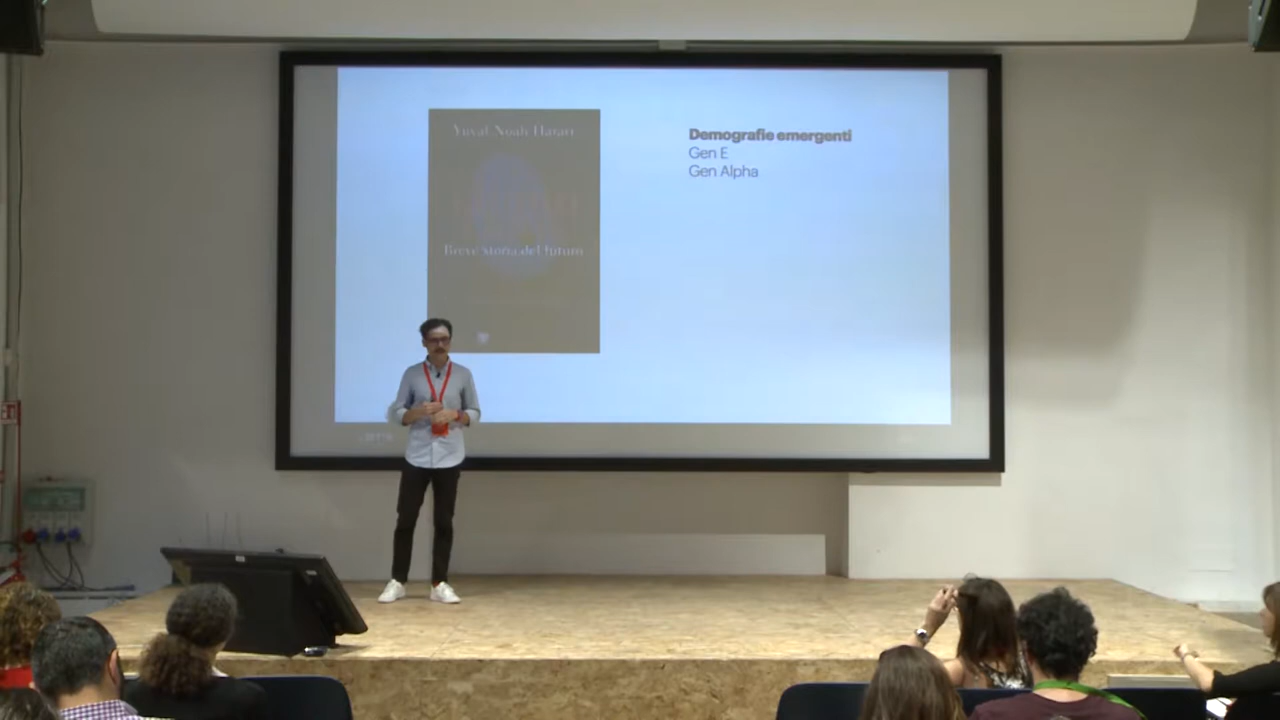 Yuval Noah Harari
Breve storia del futuro
Demografie emergenti
Gen E
Gen Alpha